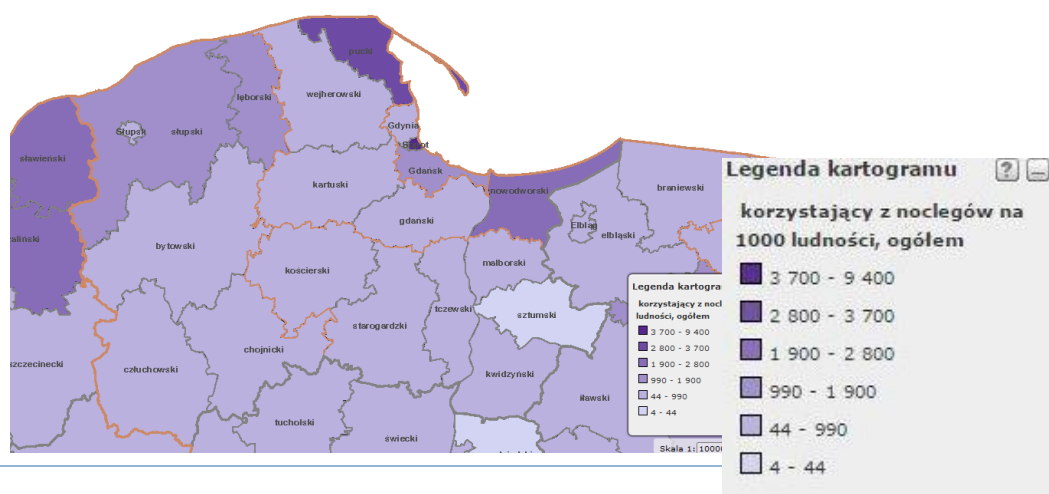 pucki
lęborski
wejherowski
Gdynia
Słupsk
słupski
Sopot
sławieński
Gdańsk
kartuski
nowodworski
braniewski
gdański
Elbląg
elbląski
bytowski
malborski
kościerski
sztumski
tczewski
starogardzki
chojnicki
człuchowski
kwidzyński
iławski
tucholski
świecki
Legenda kartogra
korzystający z nocl
ludności, ogółem
3 700 - 9 400
2 800 - 3 700
1 900 - 2 800
990 - 1 900
44 - 990
4 - 44
Skala 1: 1000
Legenda kartogramu
? _
korzystający z noclegów na
1000 ludności, ogółem
3 700 - 9 400
2 800 - 3 700
1 900 - 2 800
990 - 1 900
44 - 990
4 - 44